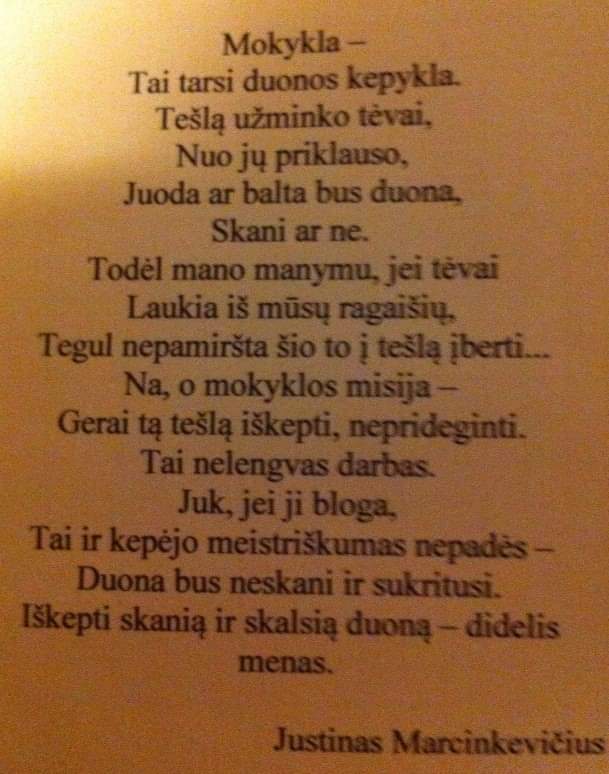 Mokykla –
Tai tarsi duonos kepykla.
Tešlą užminko tėvai,
Nuo jų priklauso,
Juoda ar balta bus duona,
Skani ar ne.
Todėl mano manymu, jei tėvai
Laukia iš mūsų ragaišių,
Tegul nepamiršta šio to į tešlą įberti...
Na, o mokyklos misija –
Gerai tą tešlą iškepti, neprideginti.
Tai nelengvas darbas.
Juk, jei ji bloga,
Tai ir kepėjo meistriškumas nepadės –
Duona bus neskani ir sukritusi.
Iškepti skanią ir skalsią duoną – didelis
menas.
Justinas Marcinkevičius